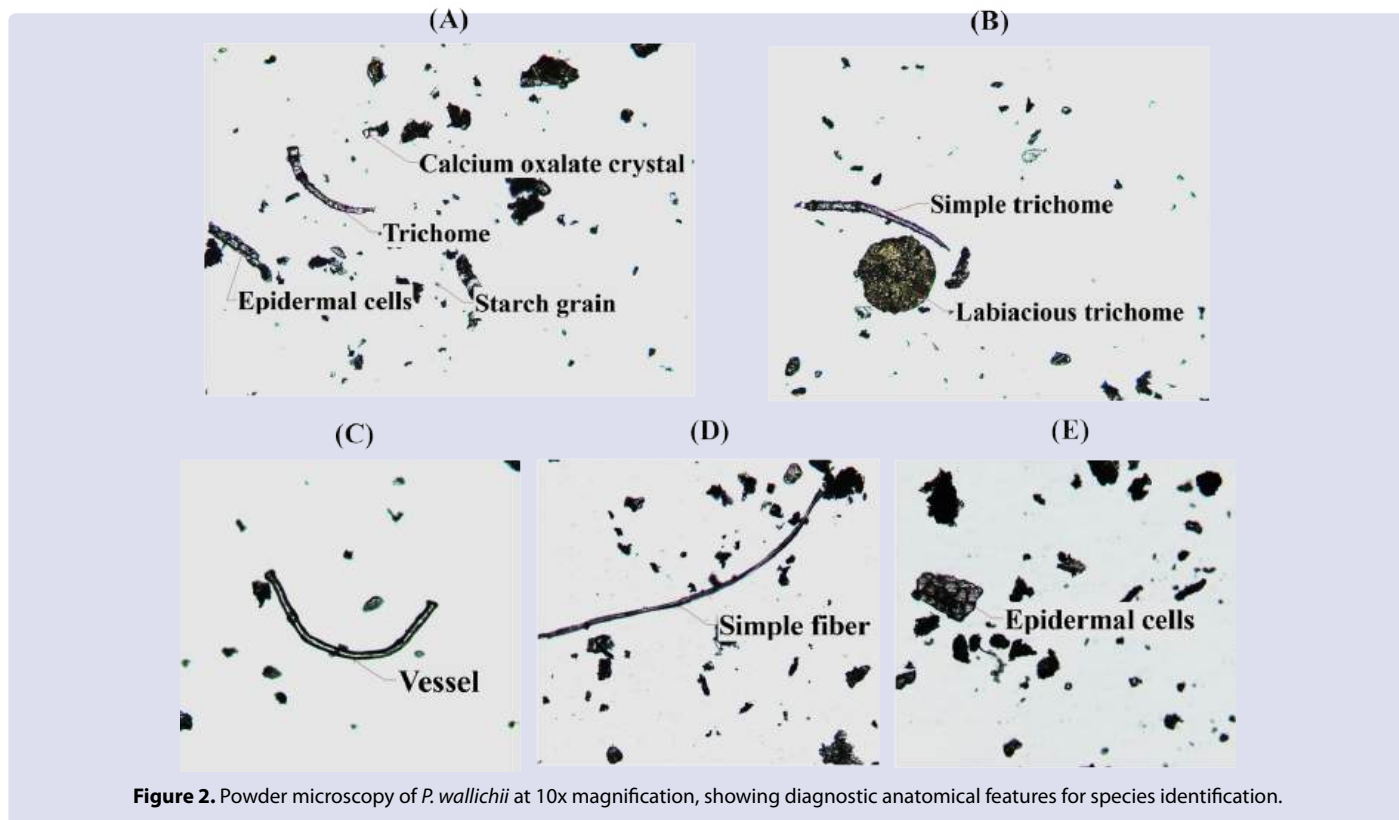 (A)
Calcium oxalate crystal
Trichome
Epidermal cells
Starch grain
(B)
Simple trichome
Labiacious trichome
(C)
Vessel
(D)
Simple fiber
(E)
Epidermal cells
Figure 2. Powder microscopy of P. wallichii at 10x magnification, showing diagnostic anatomical features for species identification.